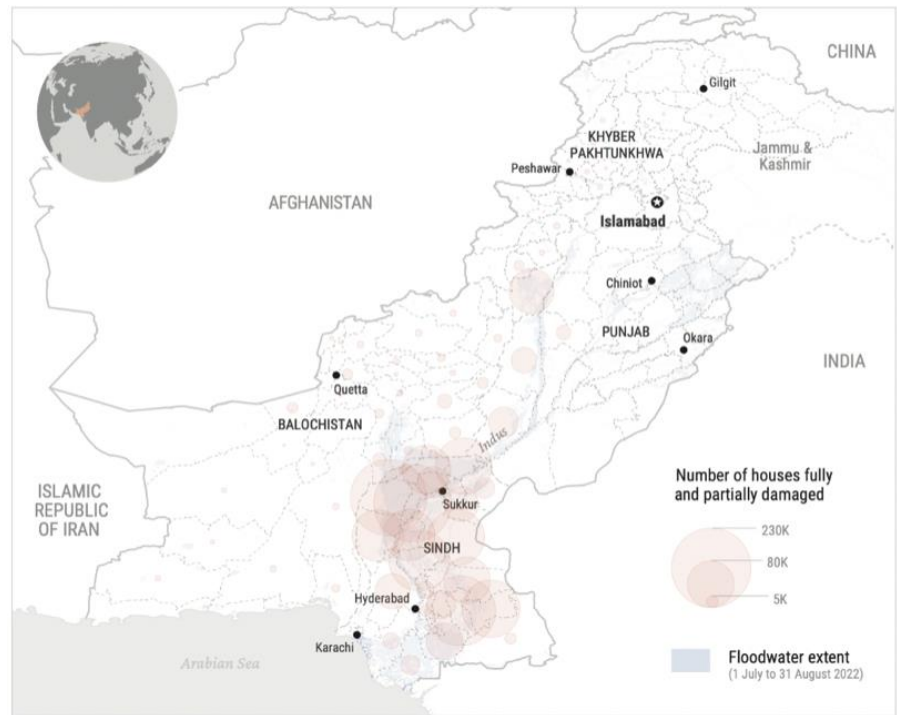 CHINA
Gilgit
KHYBER
PAKHTUNKHWA
Jammu &
Kashmir
Peshawar
AFGHANISTAN
Islamabad
Chiniot
PUNJAB
Okara
INDIA
Quetta
BALOCHISTAN
Indus
ISLAMIC
REPUBLIC
OF IRAN
Sukkur
SINDH
Hyderabad
Karachi
Arabian Sea
Number of houses fully
and partially damaged
230K
80K
5K
Floodwater extent
(1 July to 31 August 2022)